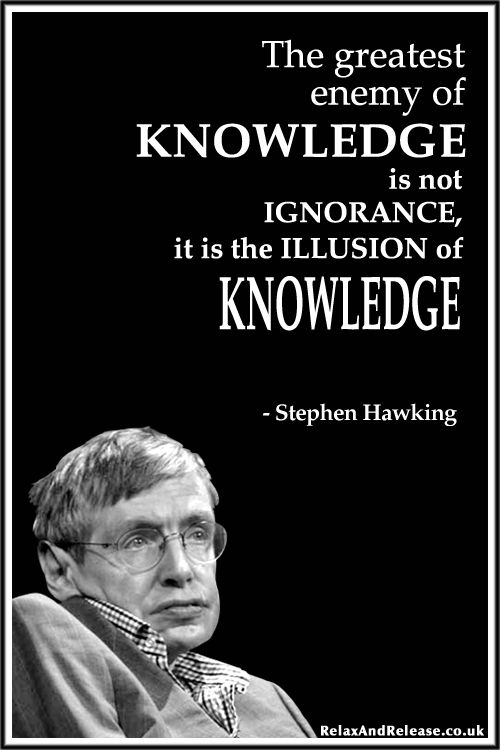 The greatest
enemy of
KNOWLEDGE
is not
IGNORANCE,
it is the ILLUSION of
KNOWLEDGE
- Stephen Hawking
RelaxAndRelease.co.uk